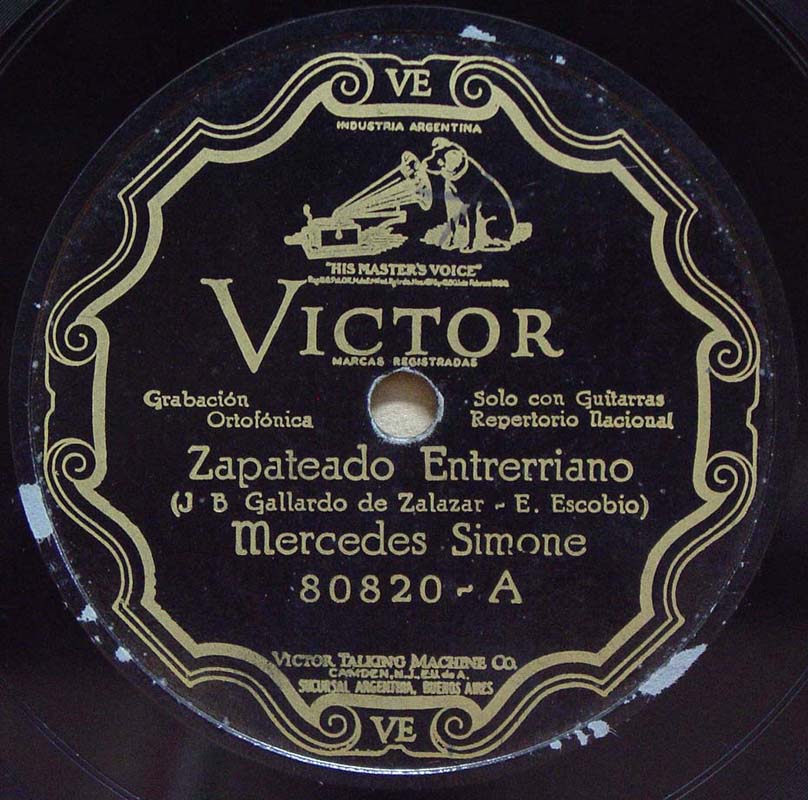 VE
INDUSTRIA ARGENTINA
"HIS MASTER'S VOICE"
VICTOR
MARCAS REGISTRADAS
Grabación
Ortofónica
Solo con Guitarras
Repertorio Nacional
Zapateado Entrerriano
(J B Gallardo de Zalazar - E. Escobio)
Mercedes Simone
80820 - A
VICTOR TALKING MACHINE CO.
CAMDEN, N.J., E.U. de A.
SUCURSAL ARGENTINA, BUENOS AIRES
VE